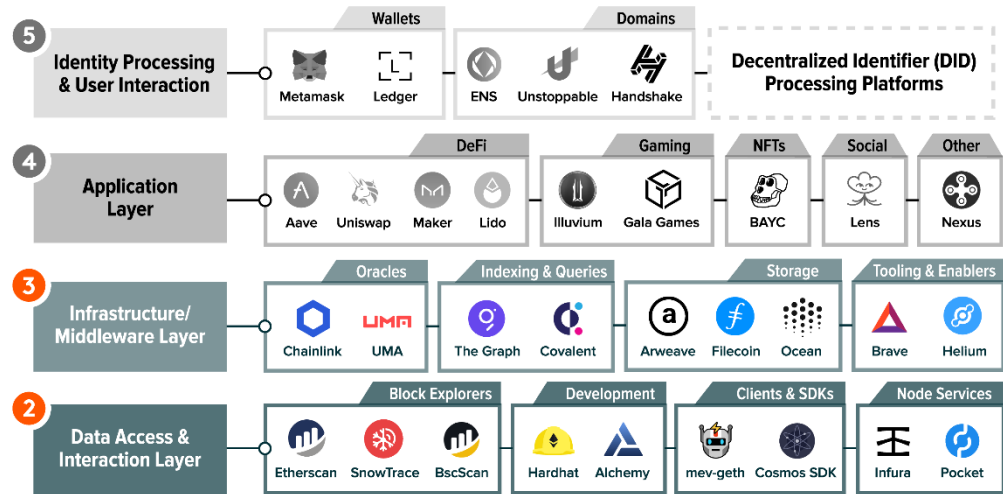 5
Identity Processing
& User Interaction
Wallets
Metamask
Ledger
L
Domains
ENS
Unstoppable
Handshake
Decentralized Identifier (DID)
Processing Platforms
4
Application
Layer
DeFi
Aave
Uniswap
Maker
Lido
Gaming
Illuvium
Gala Games
NFTs
BAYC
Social
Lens
Other
Nexus
3
Infrastructure/
Middleware Layer
Oracles
Chainlink
UMA
UMA
Indexing & Queries
The Graph
Covalent
Storage
a
Arweave
Filecoin
Ocean
Tooling & Enablers
Brave
Helium
2
Data Access &
Interaction Layer
Block Explorers
Etherscan
SnowTrace
BscScan
Development
Hardhat
Alchemy
Clients & SDKs
mev-geth
Cosmos SDK
Node Services
Infura
Pocket